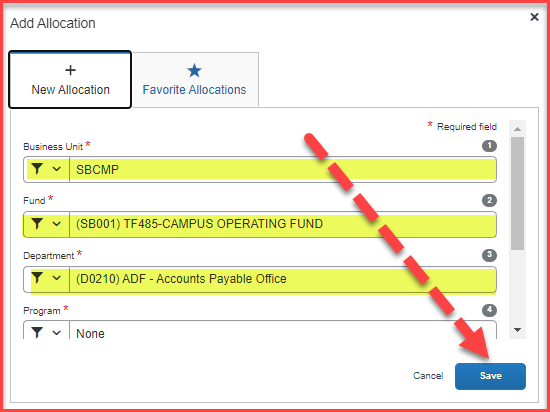 Add Allocation
New Allocation
Favorite Allocations
* Required field
Business Unit *
1
SBCMP
Fund *
2
(SB001) TF485-CAMPUS OPERATING FUND
Department *
3
(D0210) ADF - Accounts Payable Office
Program *
4
None
Cancel Save